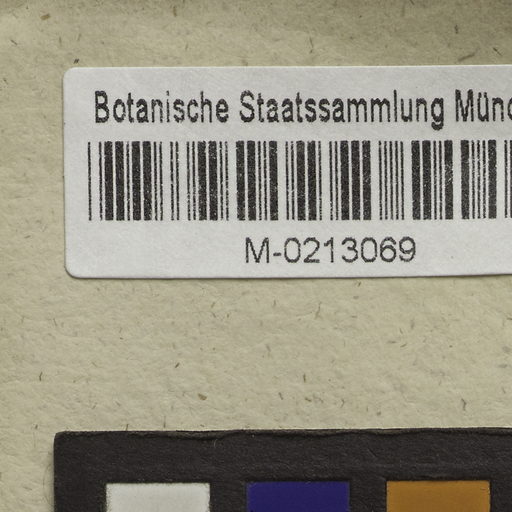 Botanische Staatssammlung
M-0213069